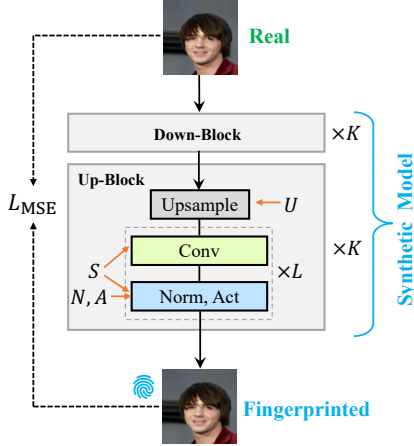 Real
Down-Block
×K
Up-Block
Upsample
U
L_MSE
Conv
S
×L
×K
N, A
Norm, Act
Synthetic Model
Fingerprinted